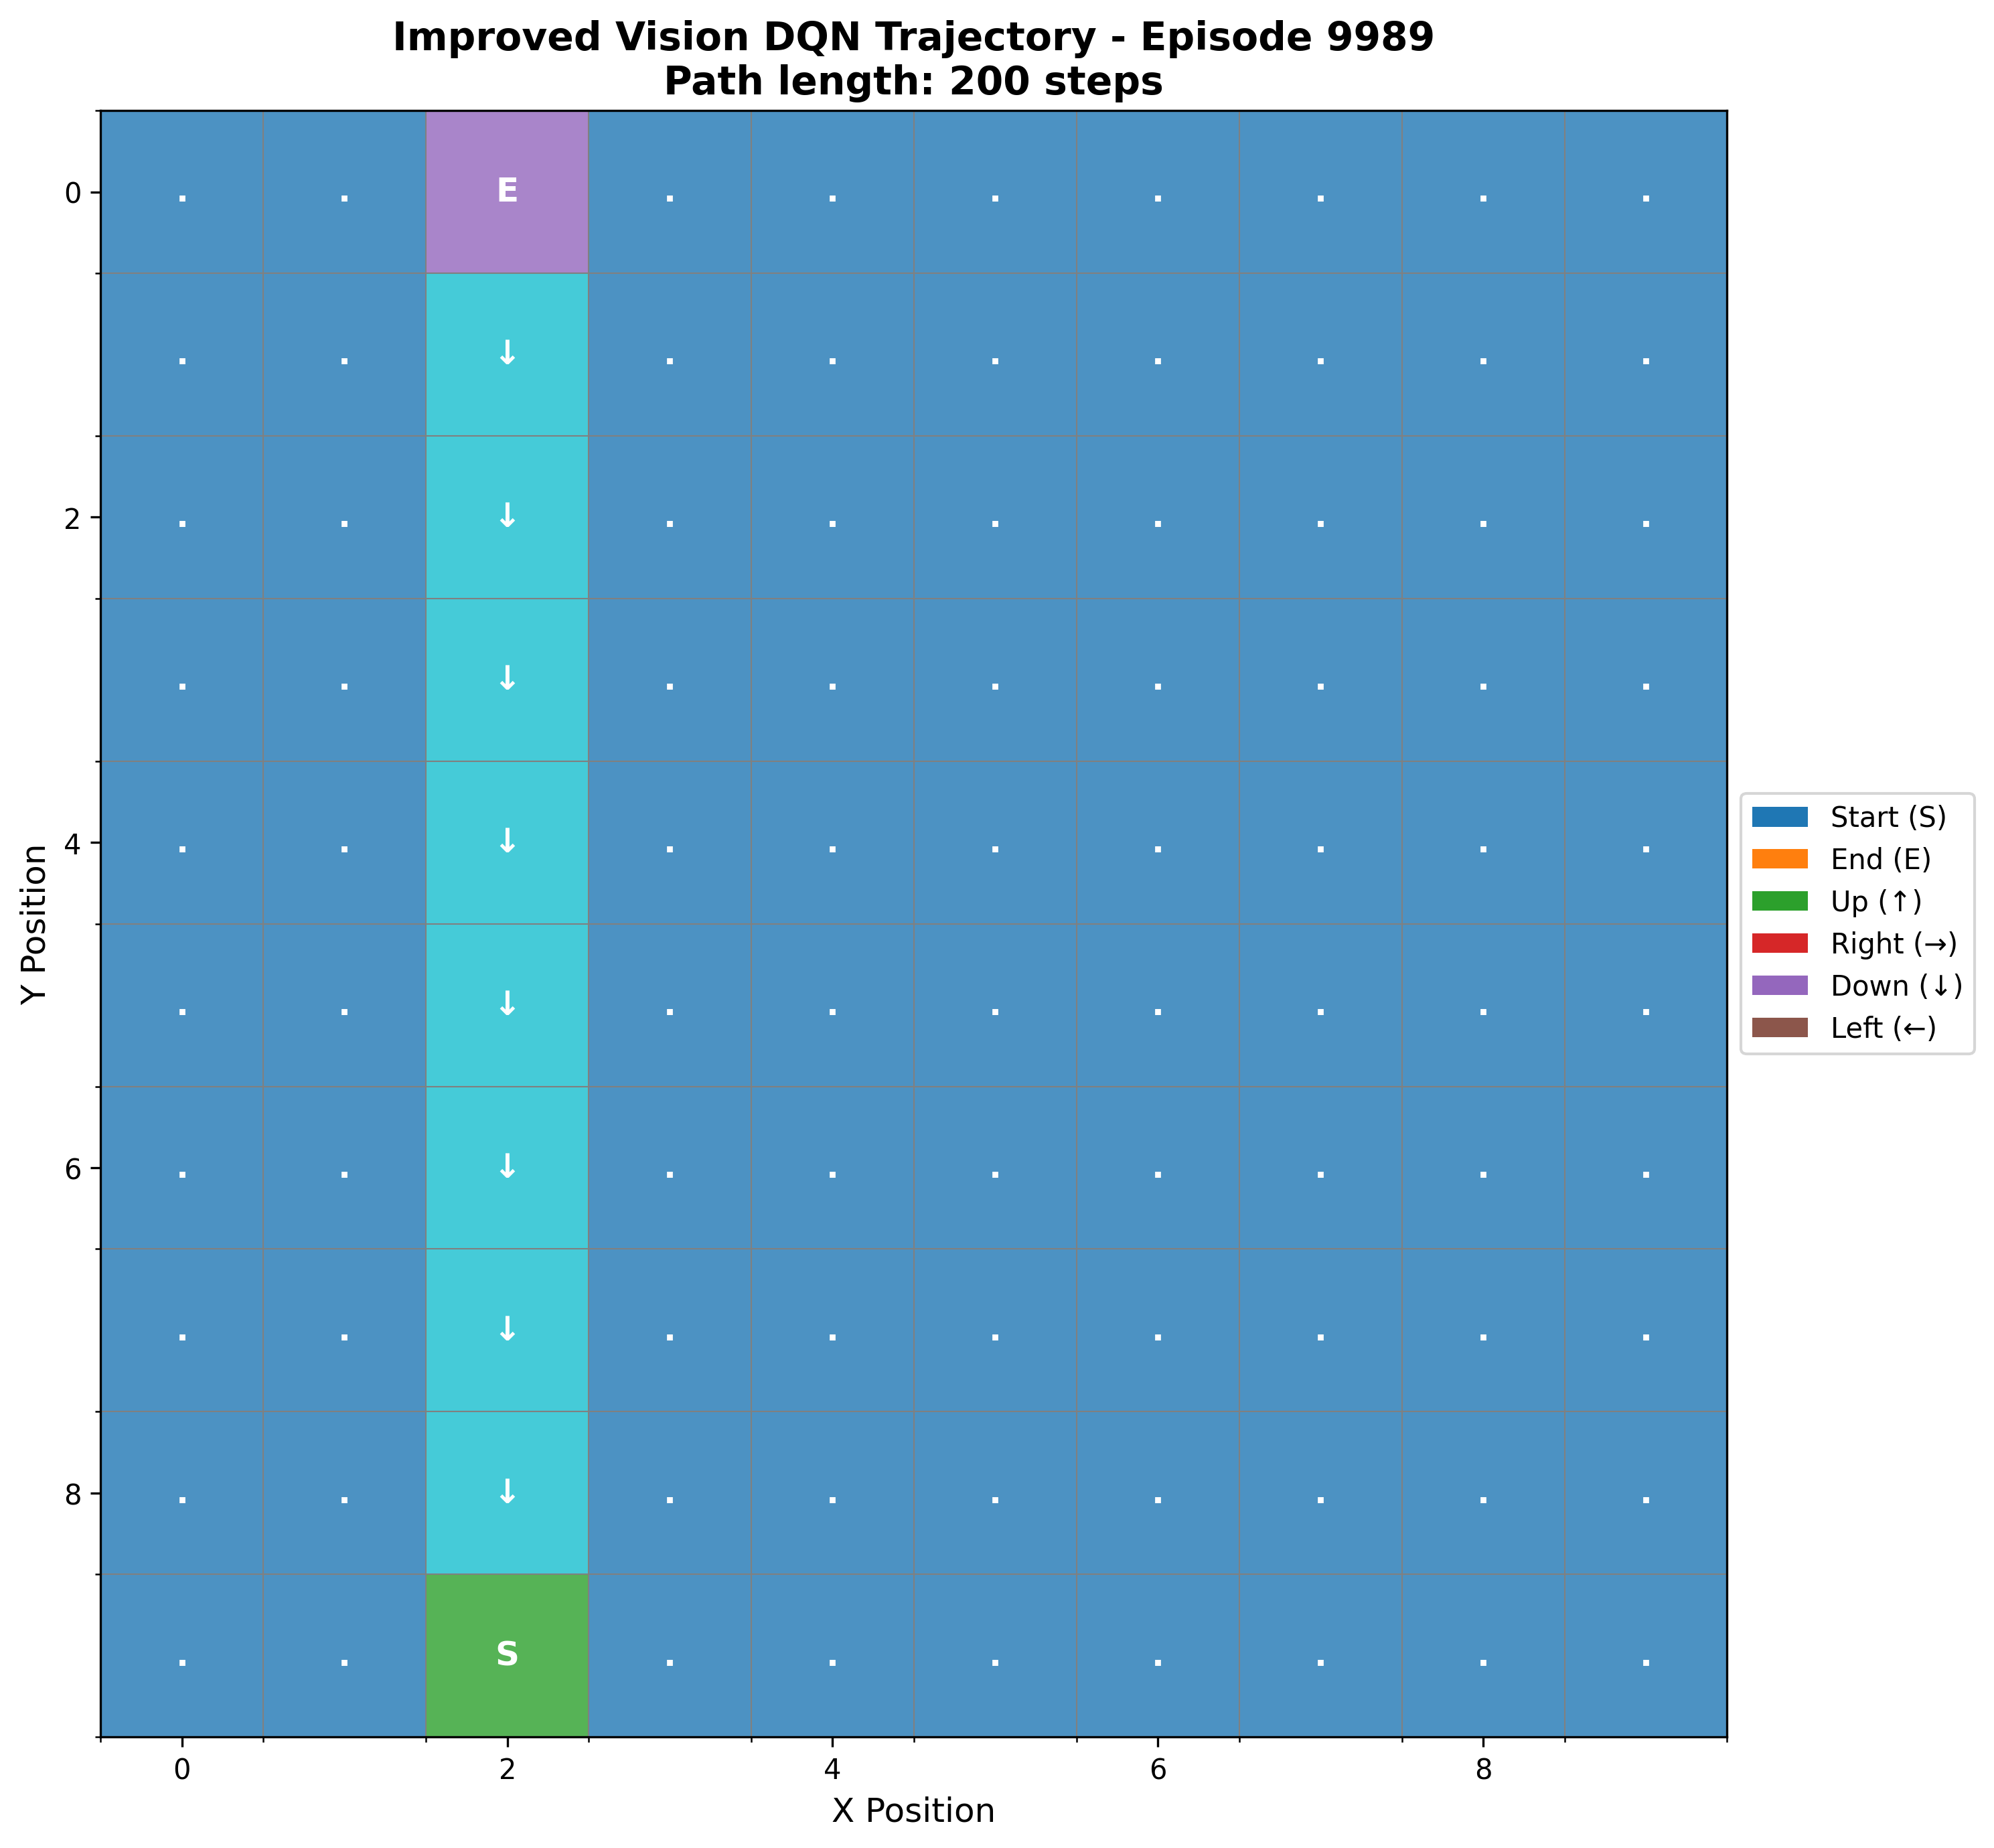 Improved Vision DQN Trajectory - Episode 9989
Path length: 200 steps
0 . . E . . . . . . .
. . ↓ . . . . . . .
2 . . ↓ . . . . . . .
. . ↓ . . . . . . .
4 . . ↓ . . . . . . .
. . ↓ . . . . . . .
6 . . ↓ . . . . . . .
. . ↓ . . . . . . .
8 . . ↓ . . . . . . .
. . S . . . . . . .
0 2 4 6 8
X Position
Y Position
Start (S)
End (E)
Up (↑)
Right (→)
Down (↓)
Left (←)